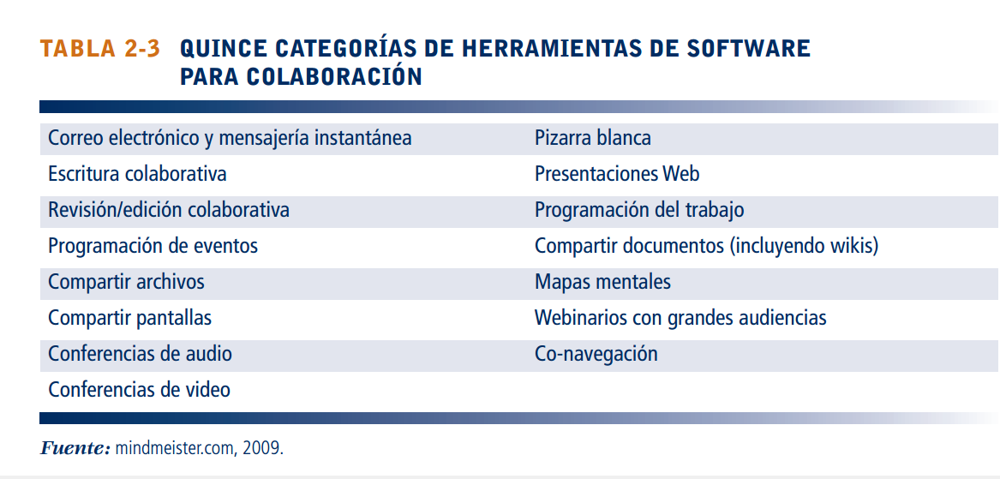 TABLA 2-3 QUINCE CATEGORÍAS DE HERRAMIENTAS DE SOFTWARE
PARA COLABORACIÓN
Correo electrónico y mensajería instantánea Pizarra blanca
Escritura colaborativa Presentaciones Web
Revisión/edición colaborativa Programación del trabajo
Programación de eventos Compartir documentos (incluyendo wikis)
Compartir archivos Mapas mentales
Compartir pantallas Webinarios con grandes audiencias
Conferencias de audio Co-navegación
Conferencias de video
Fuente: mindmeister.com, 2009.